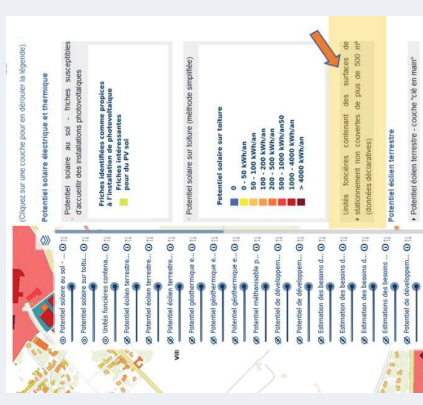 (Cliquez sur une couche pour en dérouler la légende)
Potentiel solaire électrique et thermique
- Potentiel solaire au sol - friches susceptibles
d'accueillir des installations photovoltaïques
Friches identifiées comme propices
à l'installation de photovoltaïque
Friches intéressantes
pour du PV sol
- Potentiel solaire sur toiture (méthode simplifiée)
Potentiel solaire sur toiture
0
0 - 50 kWh/an
50 - 100 kWh/an
100 - 200 kWh/an
200 - 500 kWh/an
500 - 1000 kWh/an50
1000 - 4000 kWh/an
> 4000 kWh/an
Unités foncières contenant des surfaces de
• stationnement non couvertes de plus de 500 m²
(données déclaratives)
Potentiel éolien terrestre
• Potentiel éolien terrestre - couche "clé en main"
Potentiel solaire au sol - ...
Potentiel solaire sur toitu...
Unités foncières contena...
Potentiel éolien terrestre...
Potentiel éolien terrestre...
Potentiel éolien terrestre...
Potentiel géothermique e...
Potentiel géothermique e...
Potentiel géothermique e...
Potentiel méthanisable p...
Potentiel de développem...
Potentiel de développem...
Estimation des besoins d...
Estimation des besoins d...
Estimations des besoins ...
Potentiel de développem...
Vill